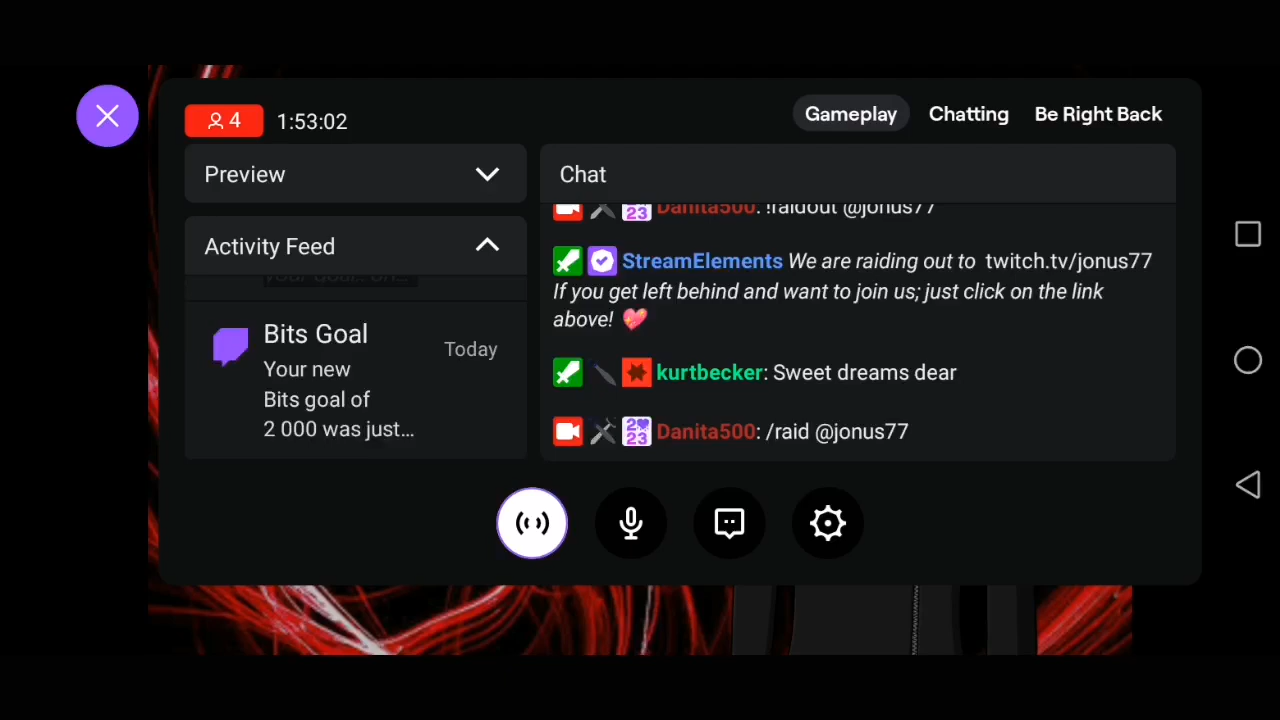 4 1:53:02
Gameplay Chatting Be Right Back
Preview
Activity Feed
Bits Goal
Today
Your new
Bits goal of
2 000 was just...
Chat
Danita500: !raidout @jonus77
StreamElements We are raiding out to twitch.tv/jonus77
If you get left behind and want to join us; just click on the link
above!
kurtbecker: Sweet dreams dear
Danita500: /raid @jonus77